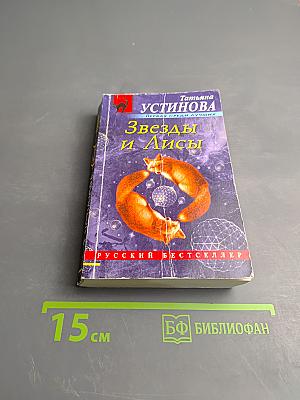 Татьяна
УСТИНОВА
ПЕРВАЯ СРЕДИ ЛУЧШИХ
Звезды
и Лисы
РУССКИЙ БЕСТСЕЛЛЕР
15 см
БФ БИБЛИОФАН